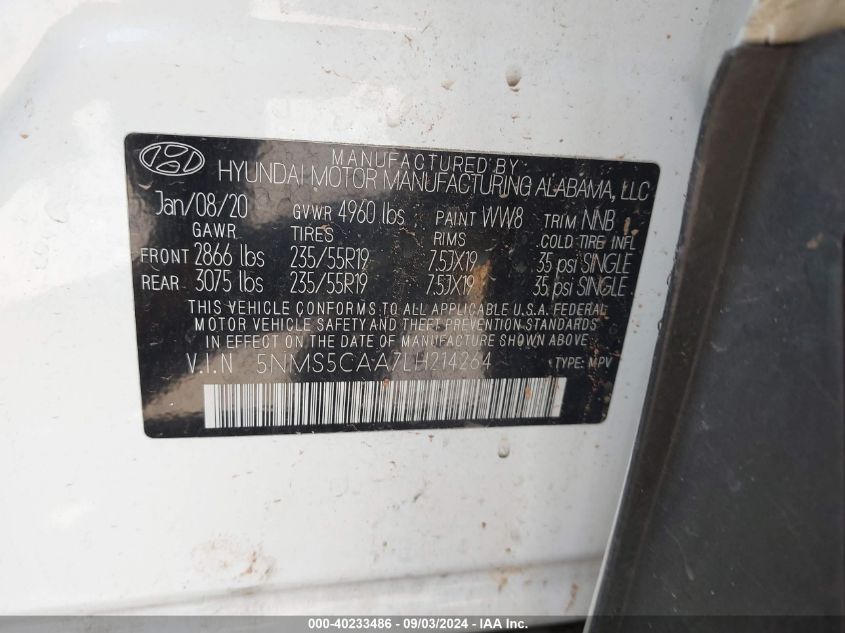 MANUFACTURED BY
HYUNDAI MOTOR MANUFACTURING ALABAMA, LLC
Jan/08/20 GVWR 4960 lbs PAINT WW8 TRIM NNB
GAWR TIRES RIMS COLD TIRE INFL
FRONT 2866 lbs 235/55R19 7.5JX19 35 psi SINGLE
REAR 3075 lbs 235/55R19 7.5JX19 35 psi SINGLE
THIS VEHICLE CONFORMS TO ALL APPLICABLE U.S.A. FEDERAL
MOTOR VEHICLE SAFETY AND THEFT PREVENTION STANDARDS
IN EFFECT ON THE DATE OF MANUFACTURE SHOWN ABOVE.
V.I.N 5NMS5CAA7LH214264 TYPE: MPV
000-40233486 - 09/03/2024 - IAA Inc.